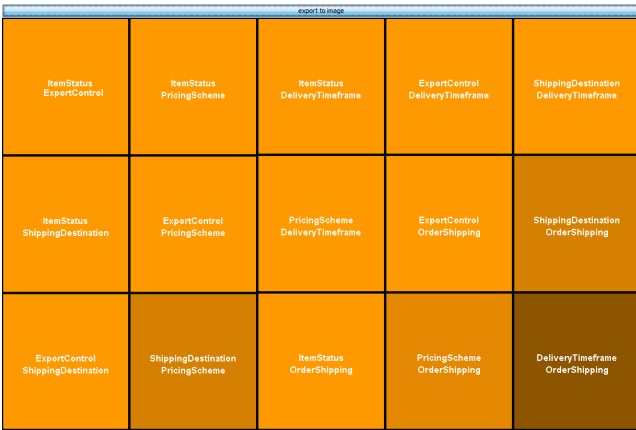 export to image
ItemStatus
ExportControl
ItemStatus
PricingScheme
ItemStatus
DeliveryTimeframe
ExportControl
DeliveryTimeframe
ShippingDestination
DeliveryTimeframe
ItemStatus
ShippingDestination
ExportControl
PricingScheme
PricingScheme
DeliveryTimeframe
ExportControl
OrderShipping
ShippingDestination
OrderShipping
ExportControl
ShippingDestination
ShippingDestination
PricingScheme
ItemStatus
OrderShipping
PricingScheme
OrderShipping
DeliveryTimeframe
OrderShipping